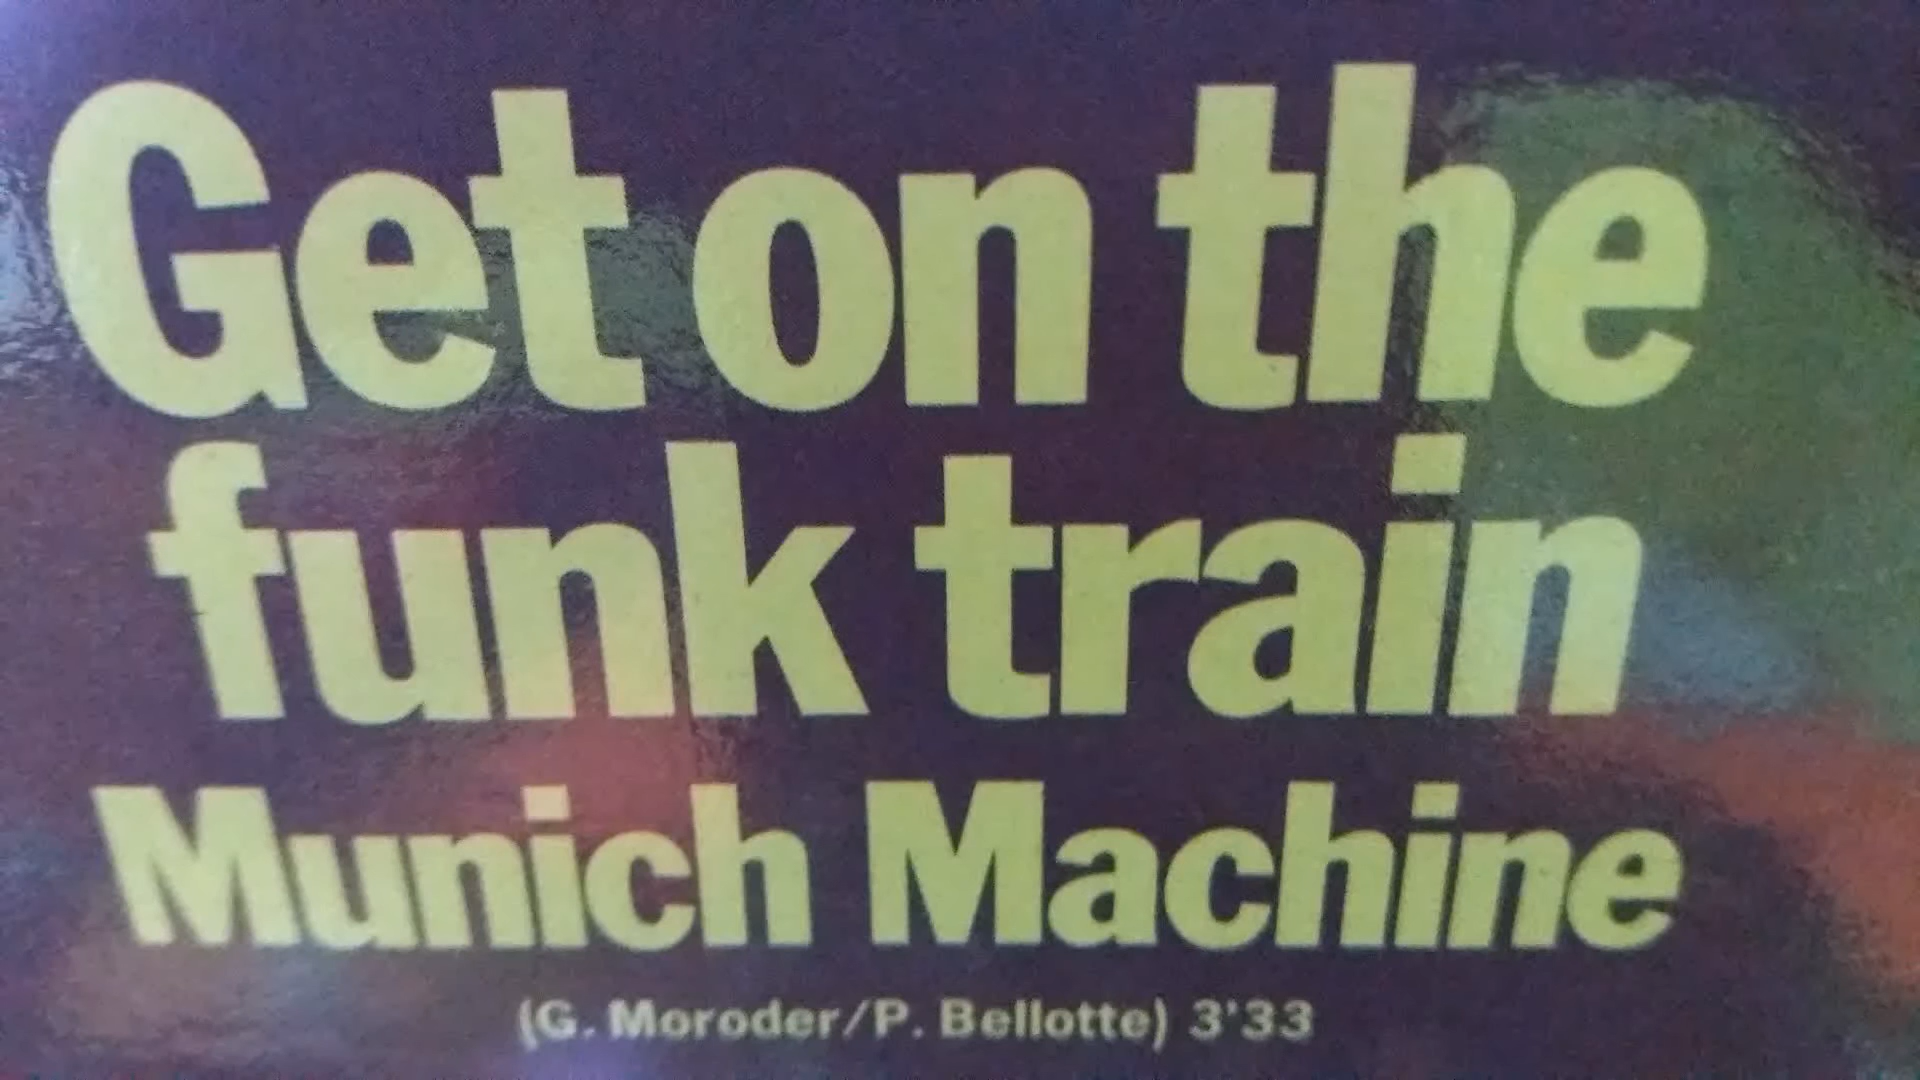 Get on the
funk train
Munich Machine
(G. Moroder/P. Bellotte) 3'33